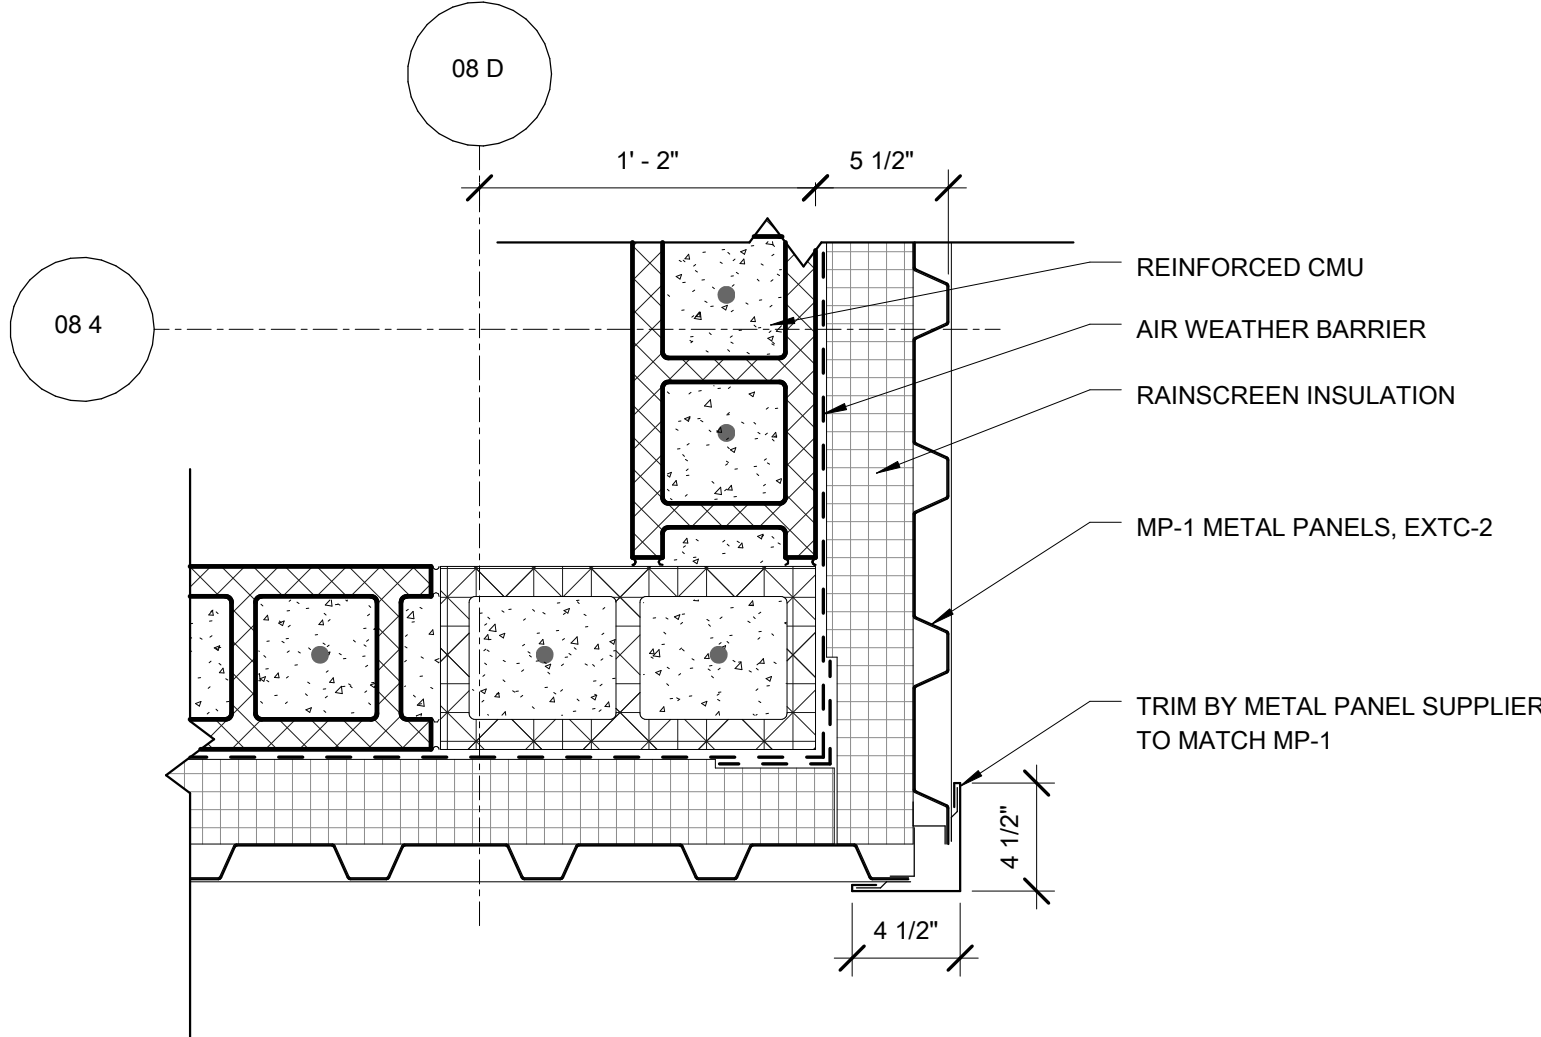 08 D
1' - 2"
5 1/2"
08 4
REINFORCED CMU
AIR WEATHER BARRIER
RAINSCREEN INSULATION
MP-1 METAL PANELS, EXTC-2
TRIM BY METAL PANEL SUPPLIER
TO MATCH MP-1
4 1/2"
4 1/2"